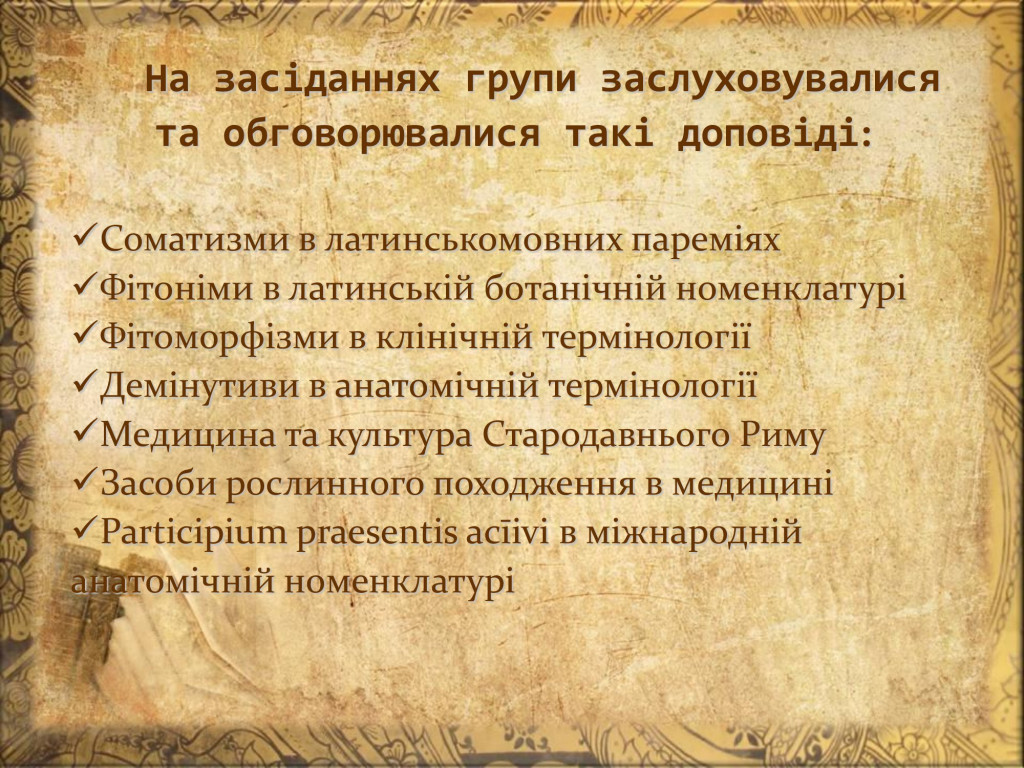 На засіданнях групи заслуховувалися
та обговорювалися такі доповіді:
✓Соматизми в латинськомовних пареміях
✓Фітоніми в латинській ботанічній номенклатурі
✓Фітоморфізми в клінічній термінології
✓Демінутиви в анатомічній термінології
✓Медицина та культура Стародавнього Риму
✓Засоби рослинного походження в медицині
✓Participium praesentis acīivi в міжнародній
анатомічній номенклатурі